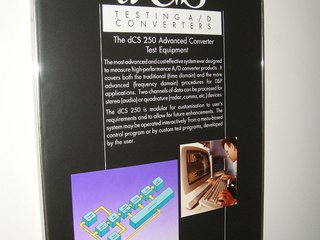 dCS
TESTING A/D
CONVERTERS
The dCS 250 Advanced Converter
Test Equipment
The most advanced and cost effective system ever designed
to measure high-performance A/D converter products. It
covers both the traditional (time domain) and the more
advanced (frequency domain) procedures for DSP
applications. Two channels of data can be processed for
stereo (audio) or quadrature (radar, comms, etc.) devices.
The dCS 250 is modular for customization to user's
requirements and to allow for future enhancements. The
system may be operated interactively from a menu-based
control program or by custom test programs, developed
by the user.